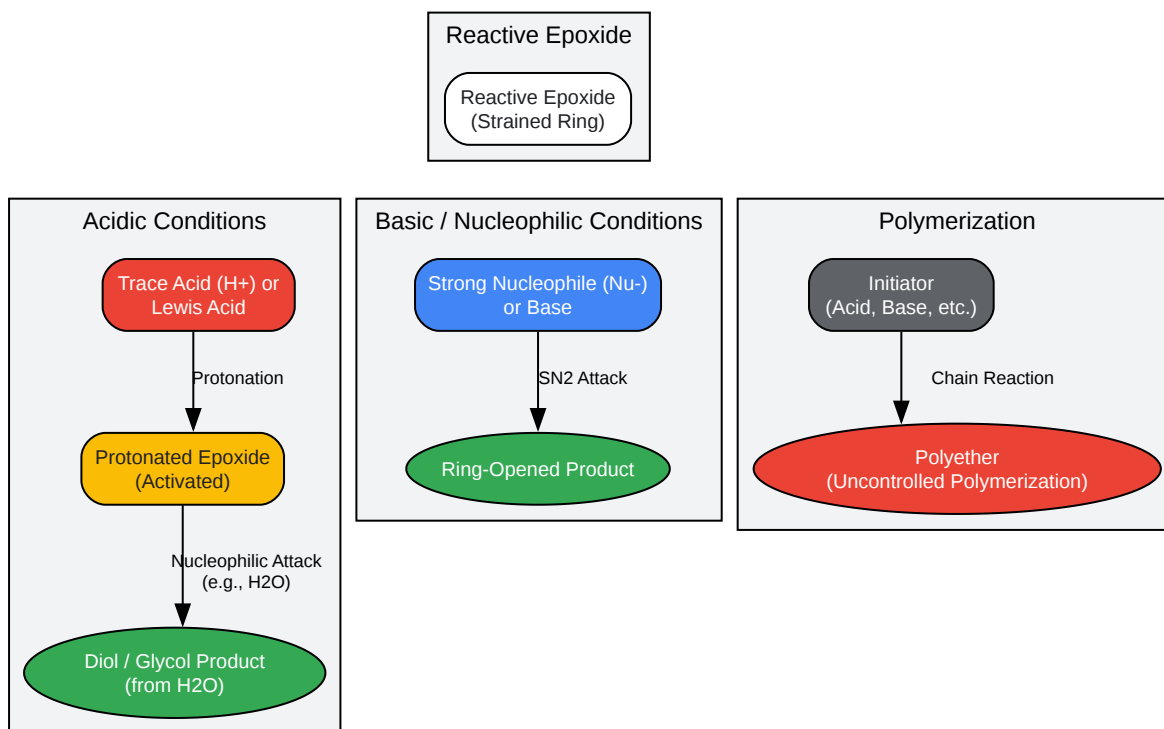 Reactive Epoxide
Reactive Epoxide
(Strained Ring)
Acidic Conditions
Trace Acid (H+) or
Lewis Acid
Protonation
Protonated Epoxide
(Activated)
Nucleophilic Attack
(e.g., H2O)
Diol / Glycol Product
(from H2O)
Basic / Nucleophilic Conditions
Strong Nucleophile (Nu-)
or Base
SN2 Attack
Ring-Opened Product
Polymerization
Initiator
(Acid, Base, etc.)
Chain Reaction
Polyether
(Uncontrolled Polymerization)